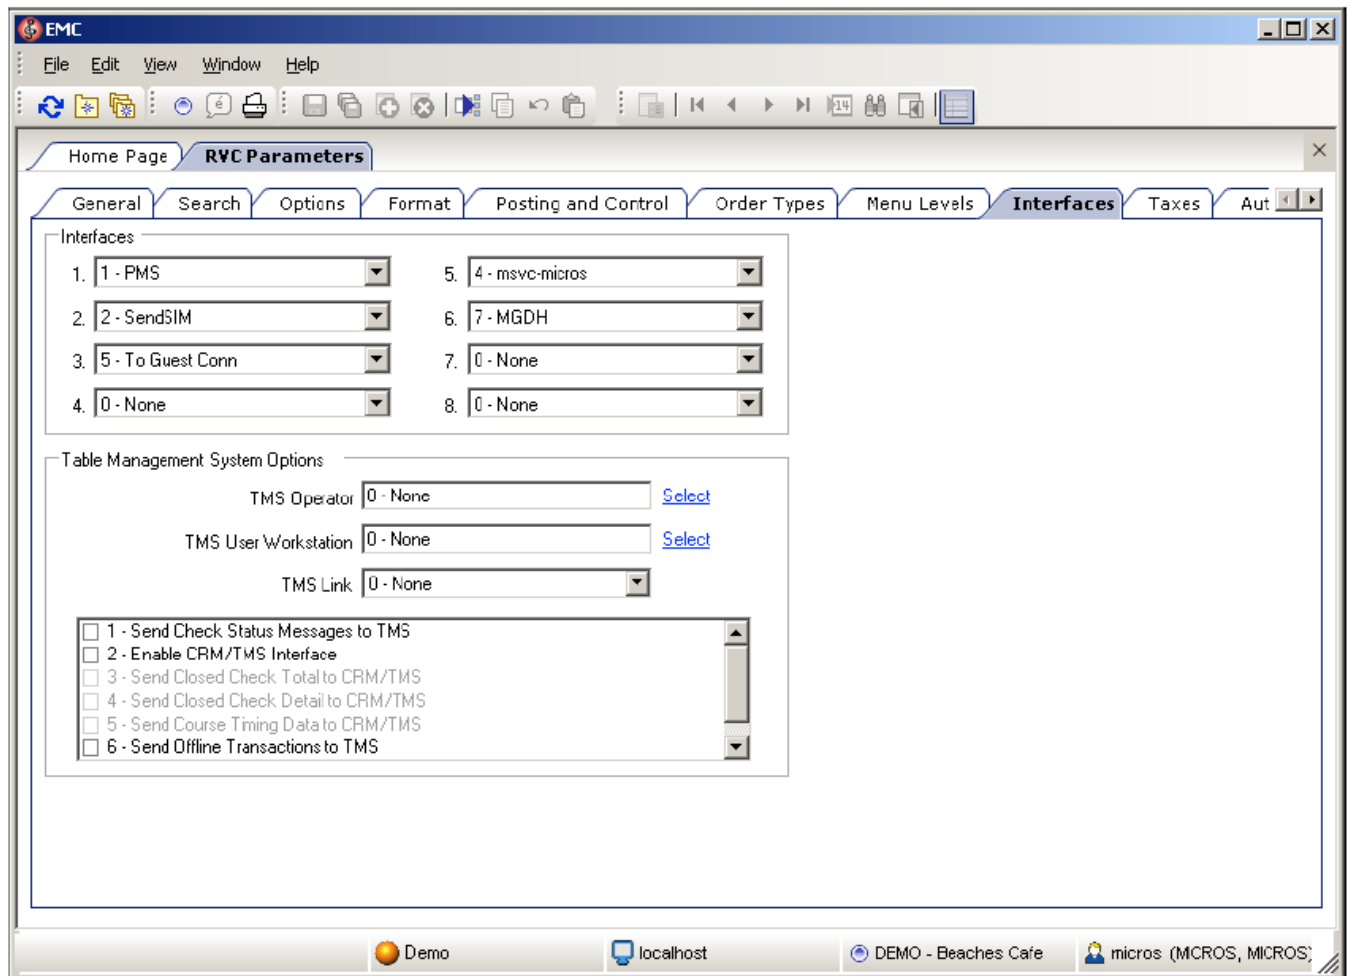 EMC
File Edit View Window Help
Home Page RVC Parameters
General Search Options Format Posting and Control Order Types Menu Levels Interfaces Taxes Aut
Interfaces
1. 1 - PMS 5. 4 - msvc-micros
2. 2 - SendSIM 6. 7 - MGDH
3. 5 - To Guest Conn 7. 0 - None
4. 0 - None 8. 0 - None
Table Management System Options
TMS Operator 0 - None Select
TMS User Workstation 0 - None Select
TMS Link 0 - None
1 - Send Check Status Messages to TMS
2 - Enable CRM/TMS Interface
3 - Send Closed Check Total to CRM/TMS
4 - Send Closed Check Detail to CRM/TMS
5 - Send Course Timing Data to CRM/TMS
6 - Send Offline Transactions to TMS
Demo localhost DEMO - Beaches Cafe micros (MICROS, MICROS)